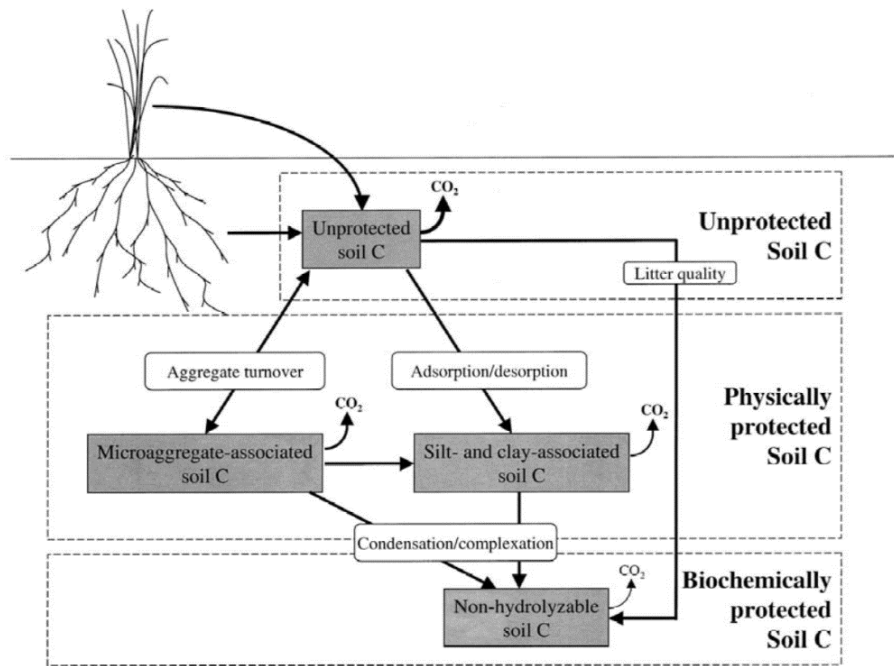 CO₂
Unprotected
soil C
Unprotected
Soil C
Litter quality
Aggregate turnover
Adsorption/desorption
CO₂
CO₂
Physically
protected
Soil C
Microaggregate-associated
soil C
Silt- and clay-associated
soil C
Condensation/complexation
CO₂
Non-hydrolyzable
soil C
Biochemically
protected
Soil C